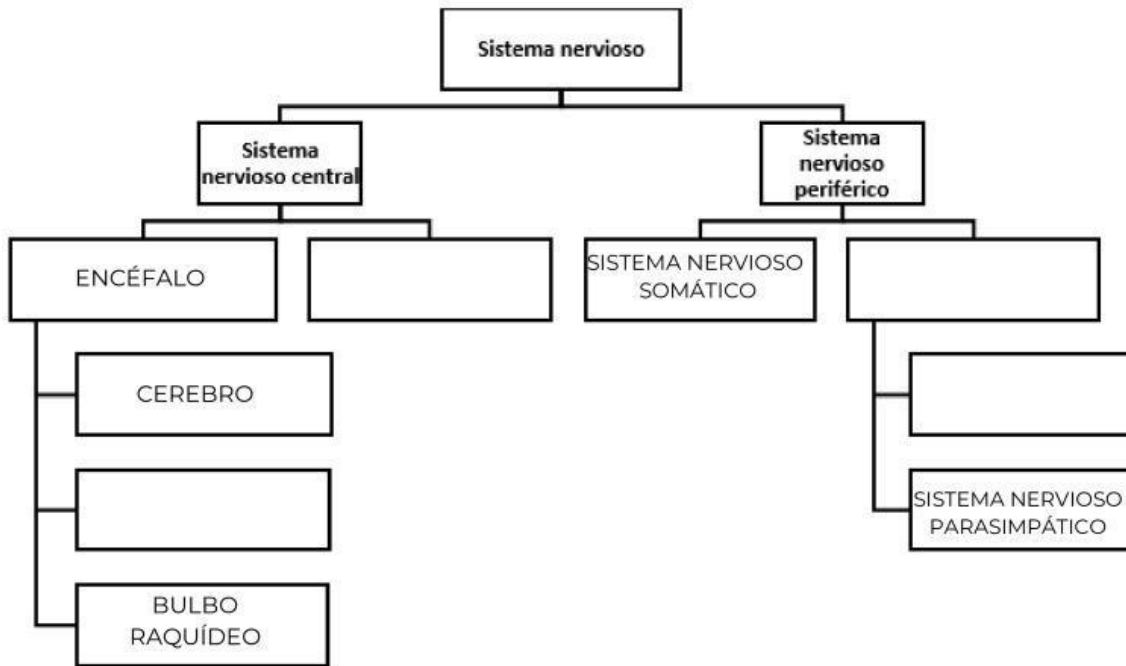 Sistema nervioso
Sistema
nervioso central
Sistema
nervioso
periférico
ENCÉFALO
SISTEMA NERVIOSO
SOMÁTICO
CEREBRO
SISTEMA NERVIOSO
PARASIMPÁTICO
BULBO
RAQUÍDEO